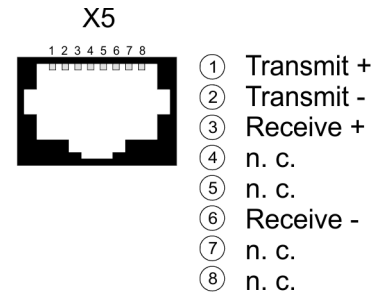 X5
1 2 3 4 5 6 7 8
1 Transmit +
2 Transmit -
3 Receive +
4 n. c.
5 n. c.
6 Receive -
7 n. c.
8 n. c.